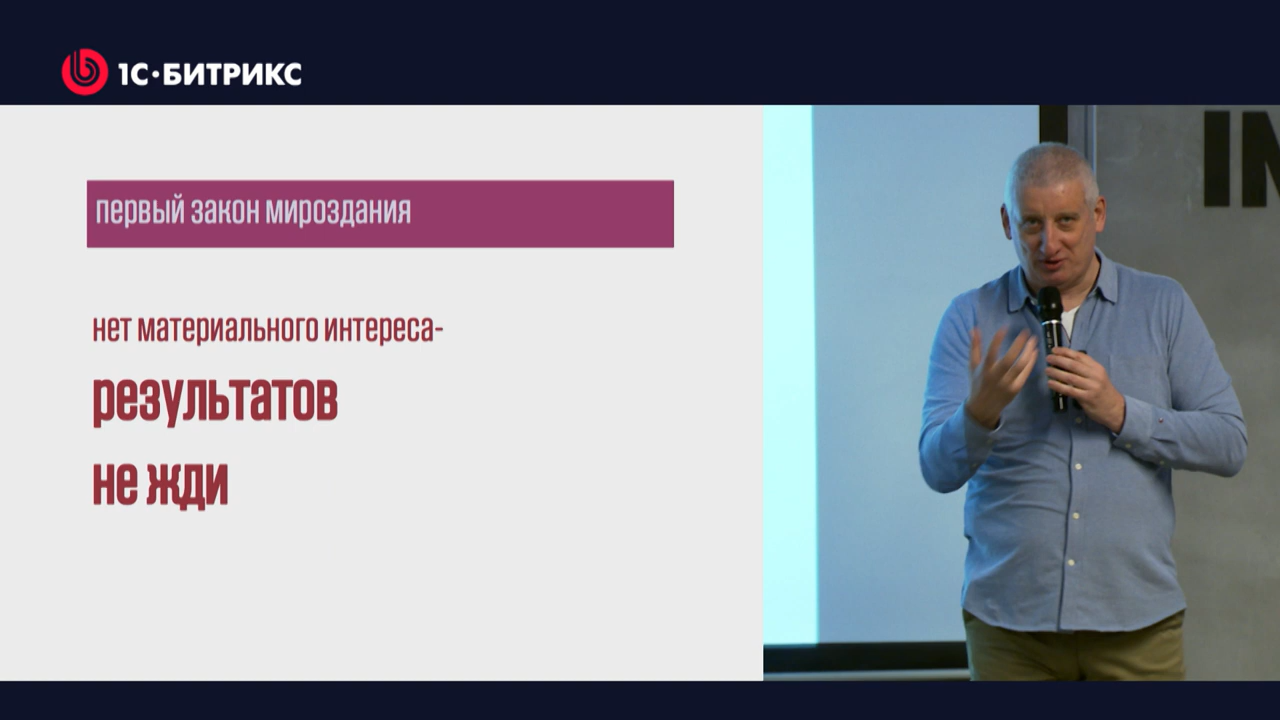 1С·БИТРИКС
первый закон мироздания
нет материального интереса-
результатов
не жди